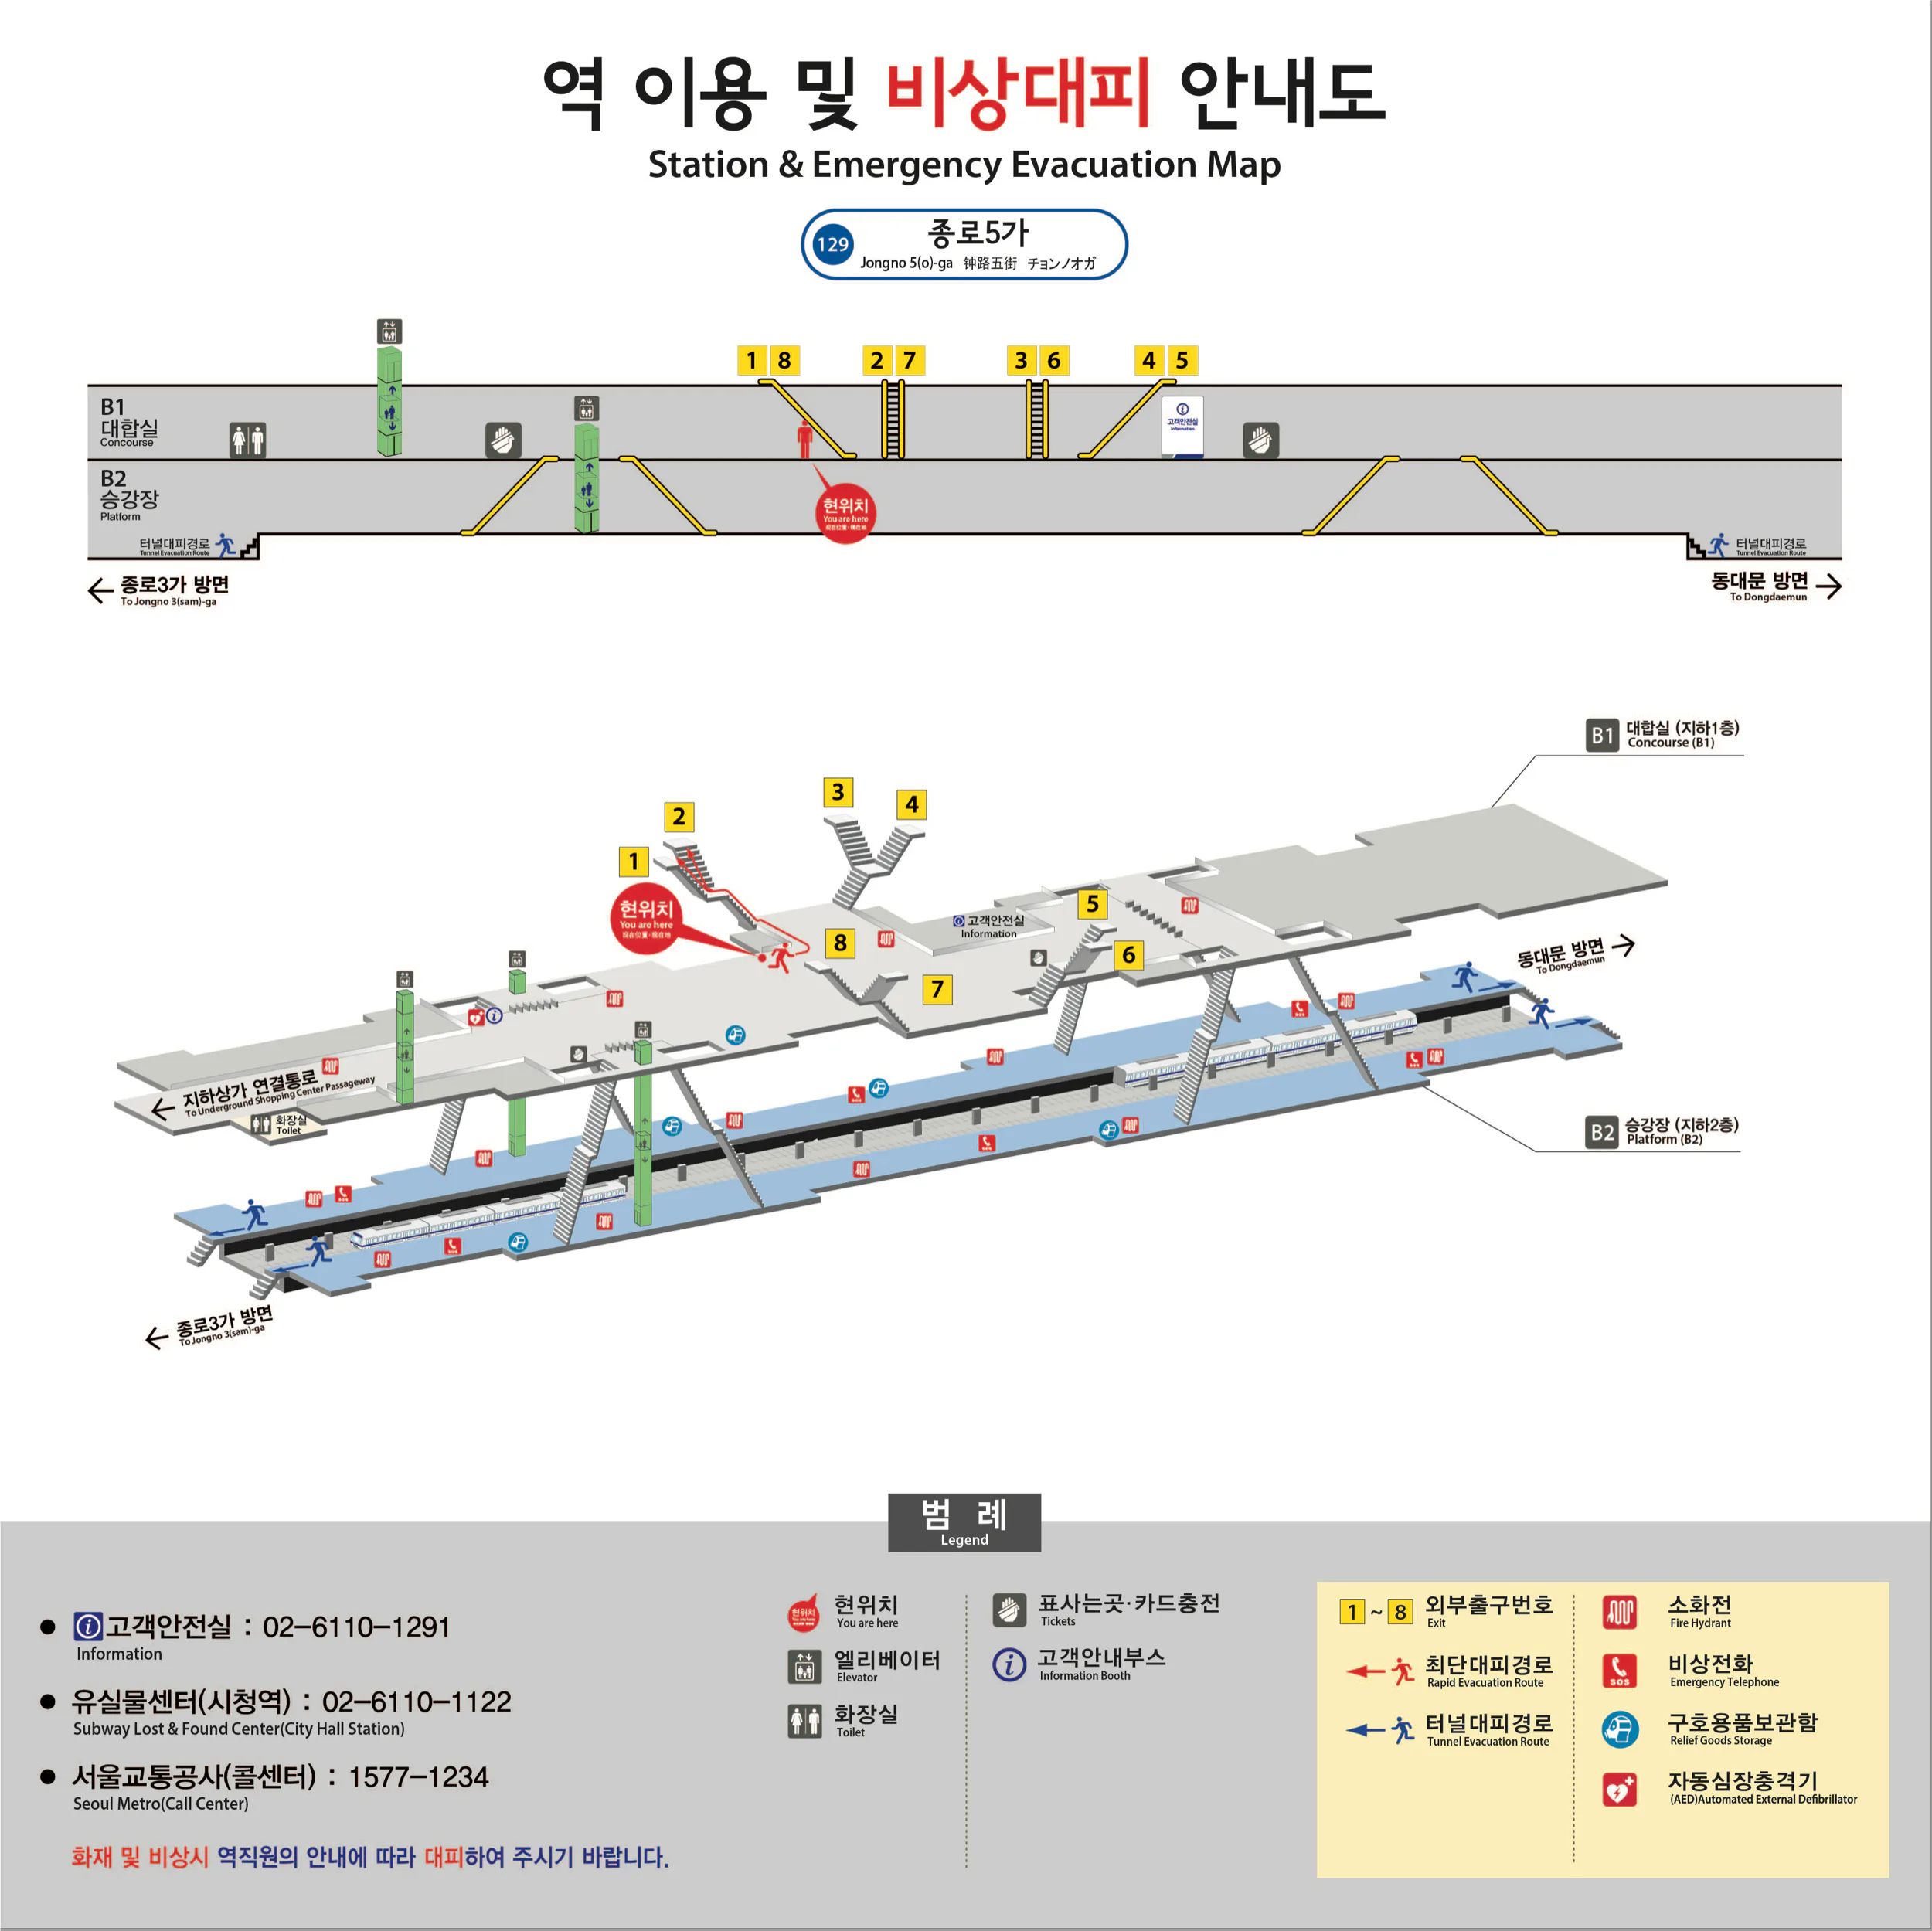 역 이용 및 비상대피 안내도
Station & Emergency Evacuation Map
129
종로5가
Jongno 5(o)-ga 钟路五街 チョンノオガ
1 8 2 7 3 6 4 5
B1
대합실
Concourse
고객안전실
Information
B2
승강장
Platform
현위치
You are here
터널대피경로
Tunnel Evacuation Route
터널대피경로
Tunnel Evacuation Route
← 종로3가 방면
To Jongno 3(sam)-ga
동대문 방면 →
To Dongdaemun
B1 대합실 (지하1층)
Concourse (B1)
3
4
2
1
현위치
You are here
5
고객안전실
Information
8
6
7
동대문 방면 →
To Dongdaemun
← 지하상가 연결통로
To Underground Shopping Center Passageway
화장실
Toilet
B2 승강장 (지하2층)
Platform (B2)
← 종로3가 방면
To Jongno 3(sam)-ga
범 례
Legend
● 고객안전실 : 02-6110-1291
Information
● 유실물센터(시청역) : 02-6110-1122
Subway Lost & Found Center(City Hall Station)
● 서울교통공사(콜센터) : 1577-1234
Seoul Metro(Call Center)
화재 및 비상시 역직원의 안내에 따라 대피하여 주시기 바랍니다.
현위치
현위치
You are here
엘리베이터
Elevator
화장실
Toilet
표사는곳·카드충전
Tickets
고객안내부스
Information Booth
1 ~ 8 외부출구번호
Exit
최단대피경로
Rapid Evacuation Route
터널대피경로
Tunnel Evacuation Route
소화전
Fire Hydrant
SOS
비상전화
Emergency Telephone
구호용품보관함
Relief Goods Storage
자동심장충격기
(AED)Automated External Defibrillator